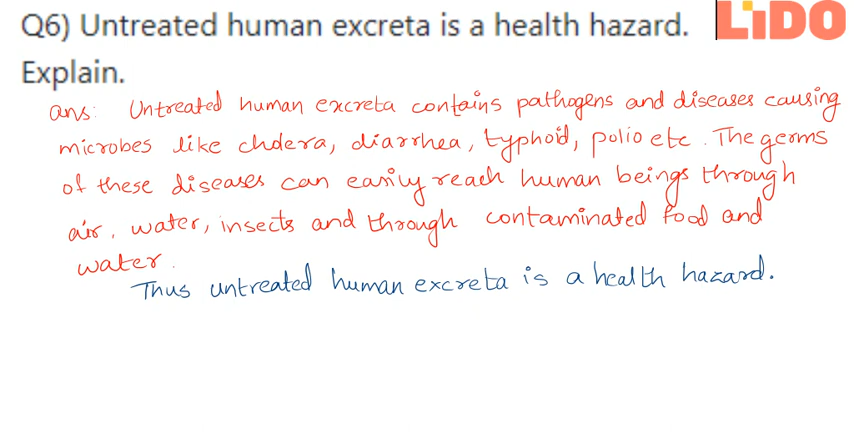 Q6) Untreated human excreta is a health hazard. LiDO
Explain.
ans: Untreated human excreta contains pathogens and diseases causing
microbes like cholera, diarrhea, typhoid, polio etc. The germs
of these diseases can easily reach human beings through
air, water, insects and through contaminated food and
water.
Thus untreated human excreta is a health hazard.